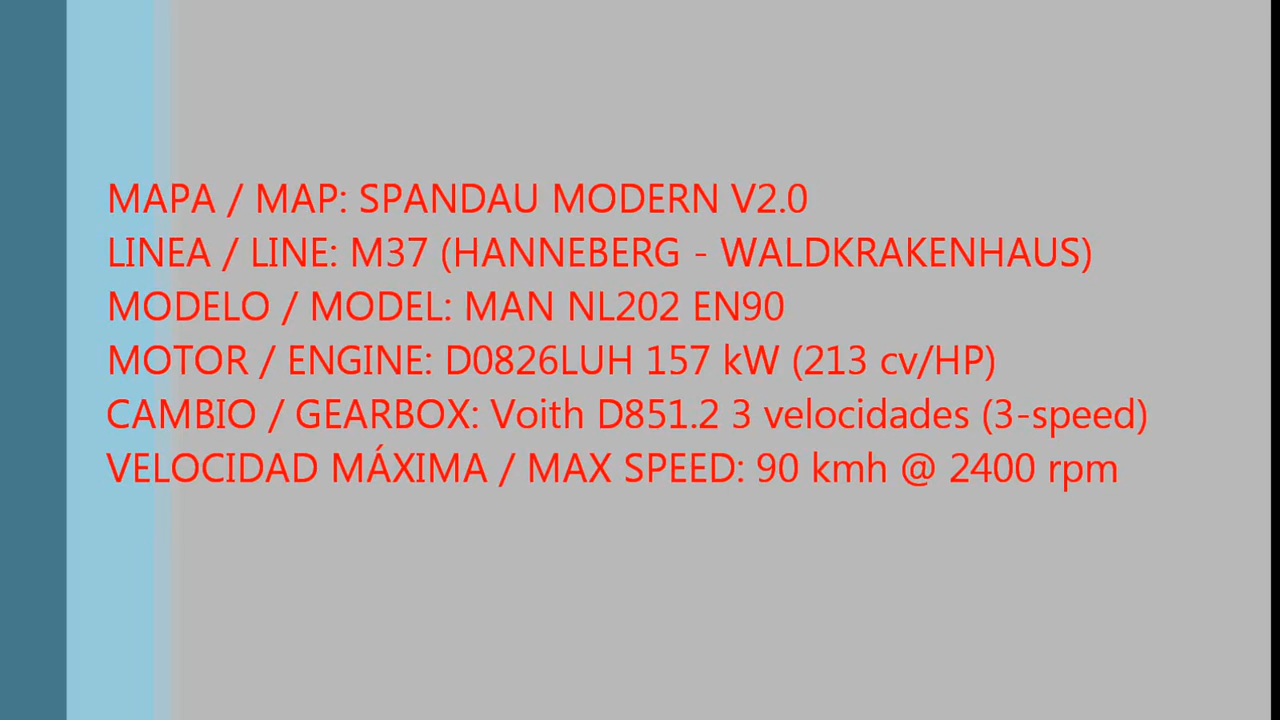 MAPA / MAP: SPANDAU MODERN V2.0
LINEA / LINE: M37 (HANNEBERG - WALDKRAKENHAUS)
MODELO / MODEL: MAN NL202 EN90
MOTOR / ENGINE: D0826LUH 157 kW (213 cv/HP)
CAMBIO / GEARBOX: Voith D851.2 3 velocidades (3-speed)
VELOCIDAD MÁXIMA / MAX SPEED: 90 kmh @ 2400 rpm